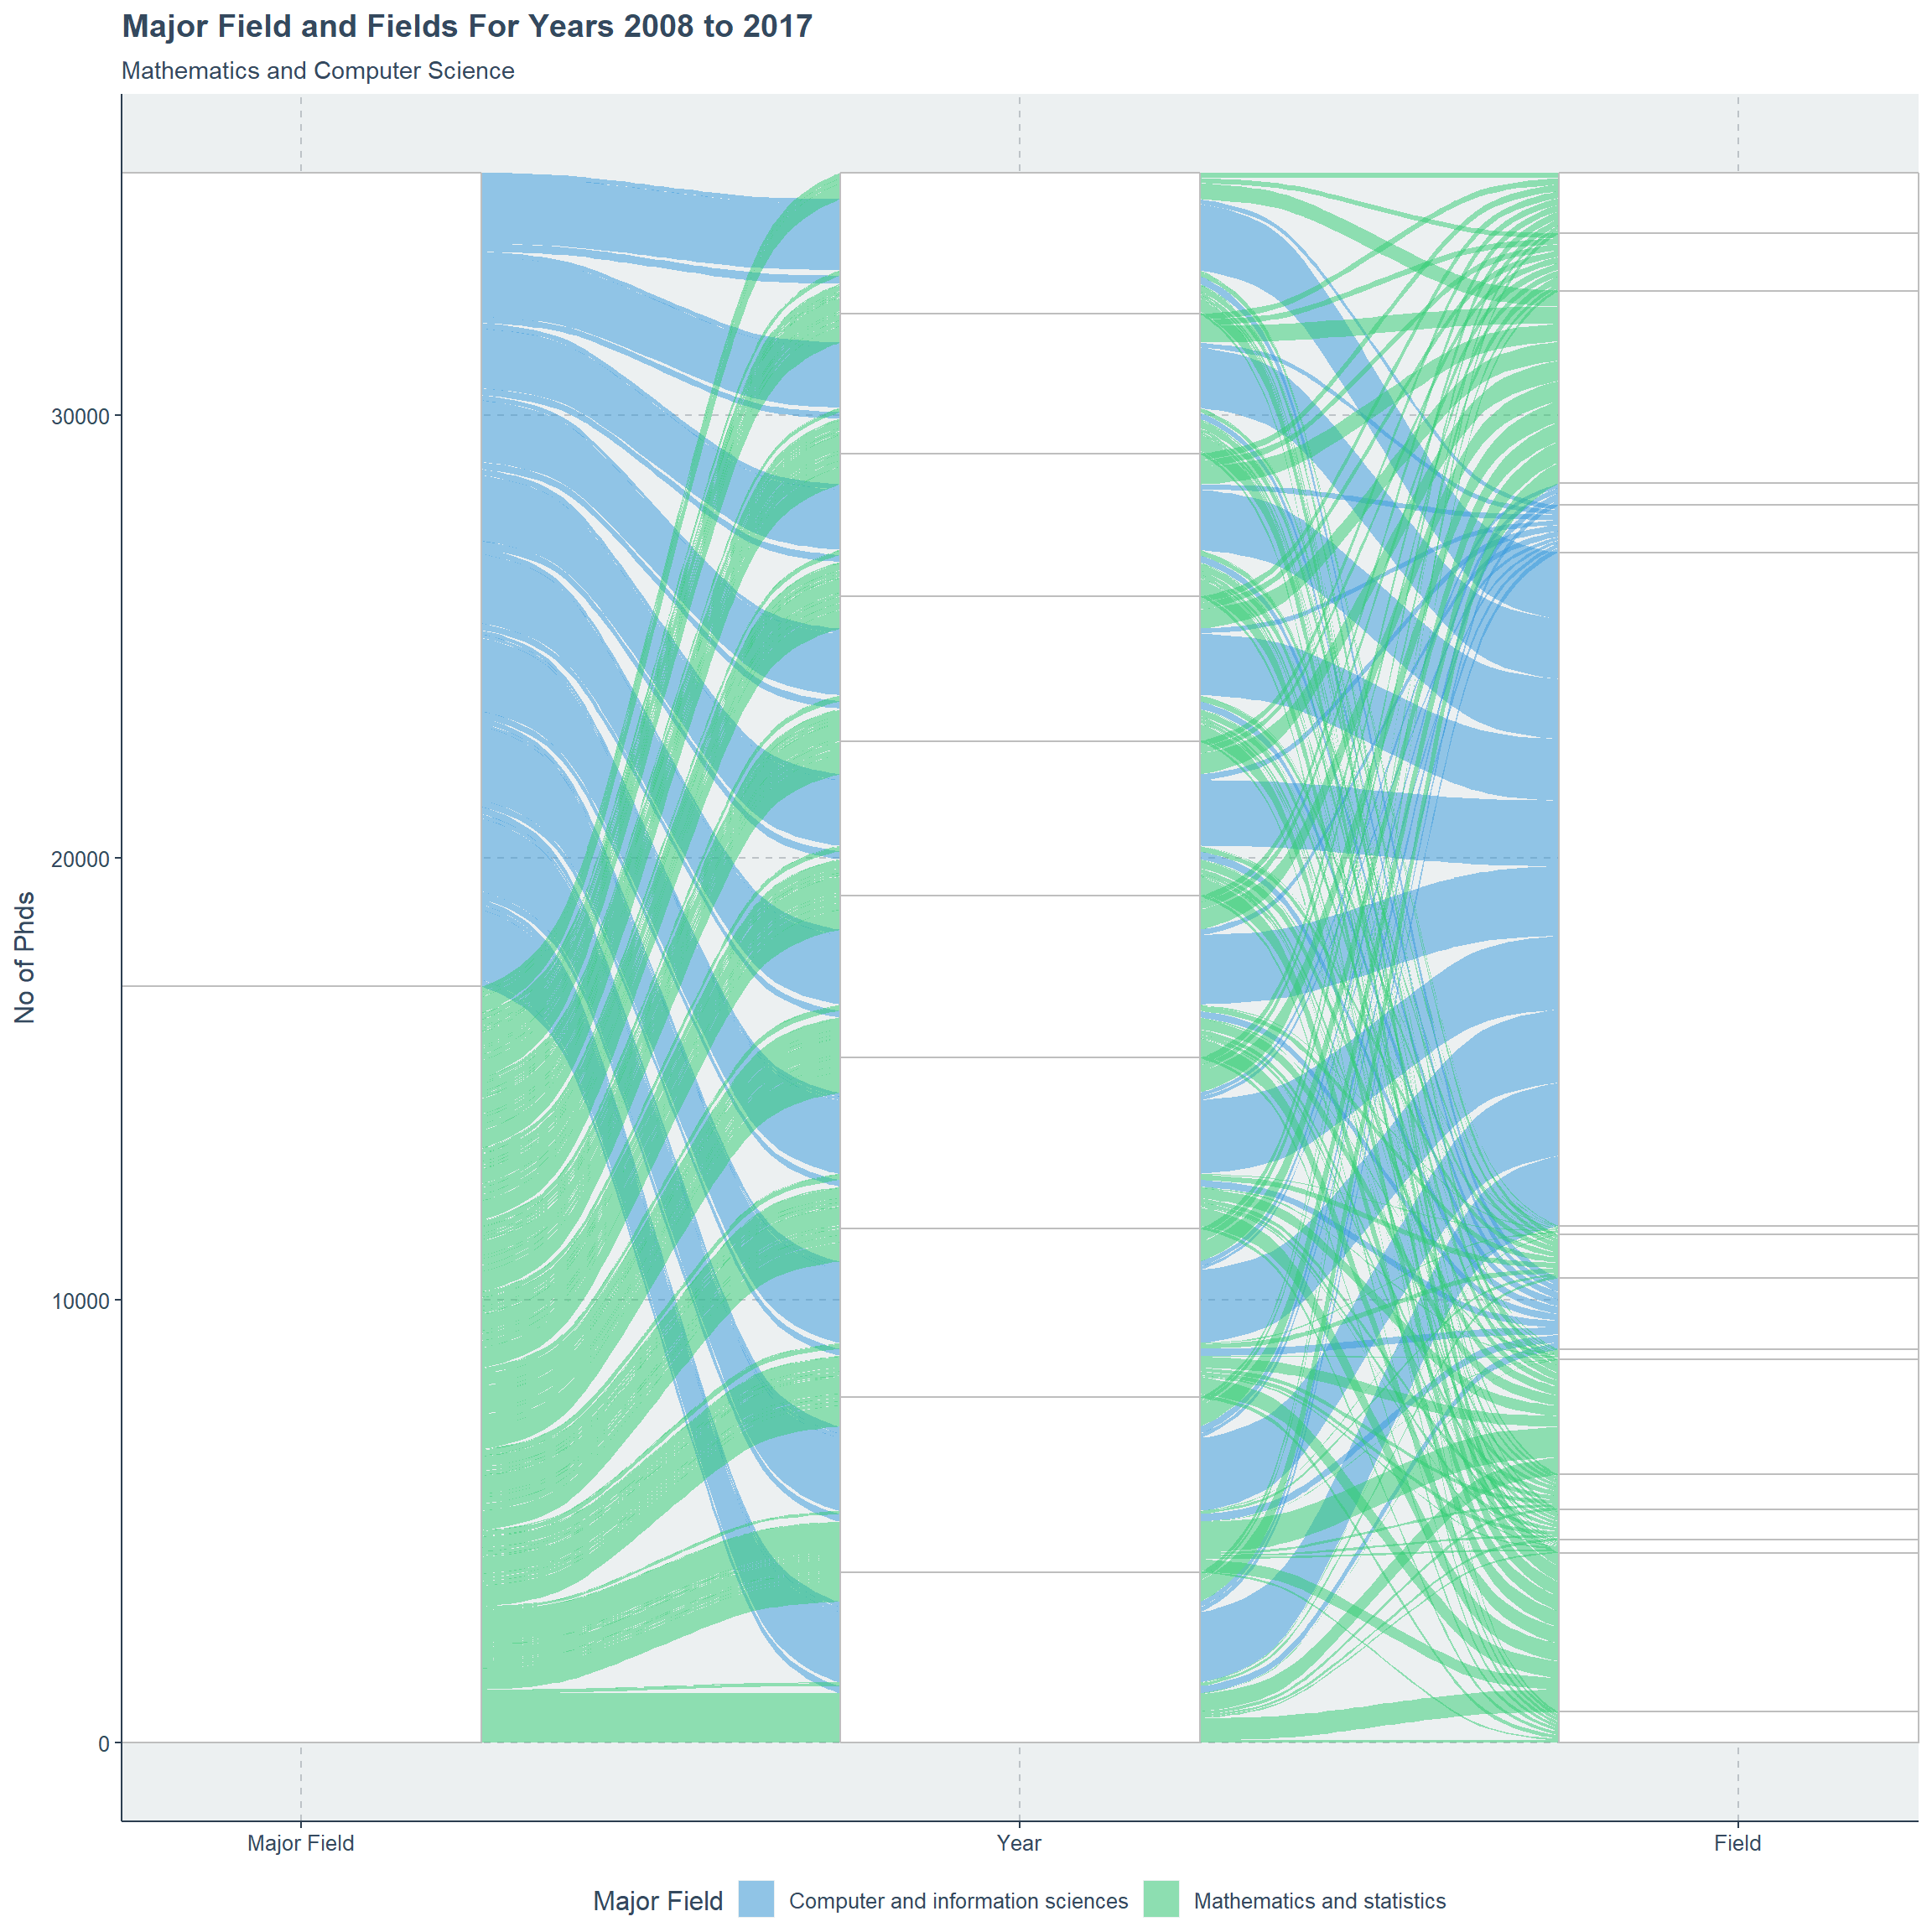 Major Field and Fields For Years 2008 to 2017
Mathematics and Computer Science
No of Phds
30000
20000
10000
0
Major Field
Year
Field
Major Field
Computer and information sciences
Mathematics and statistics